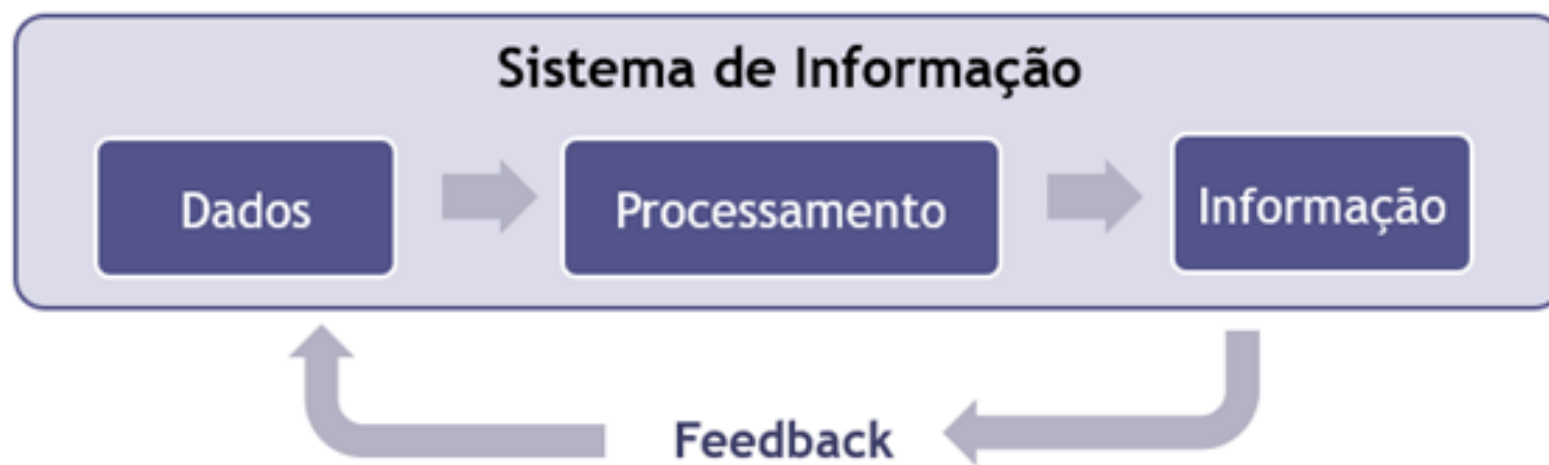 Sistema de Informação
Dados
Processamento
Informação
Feedback